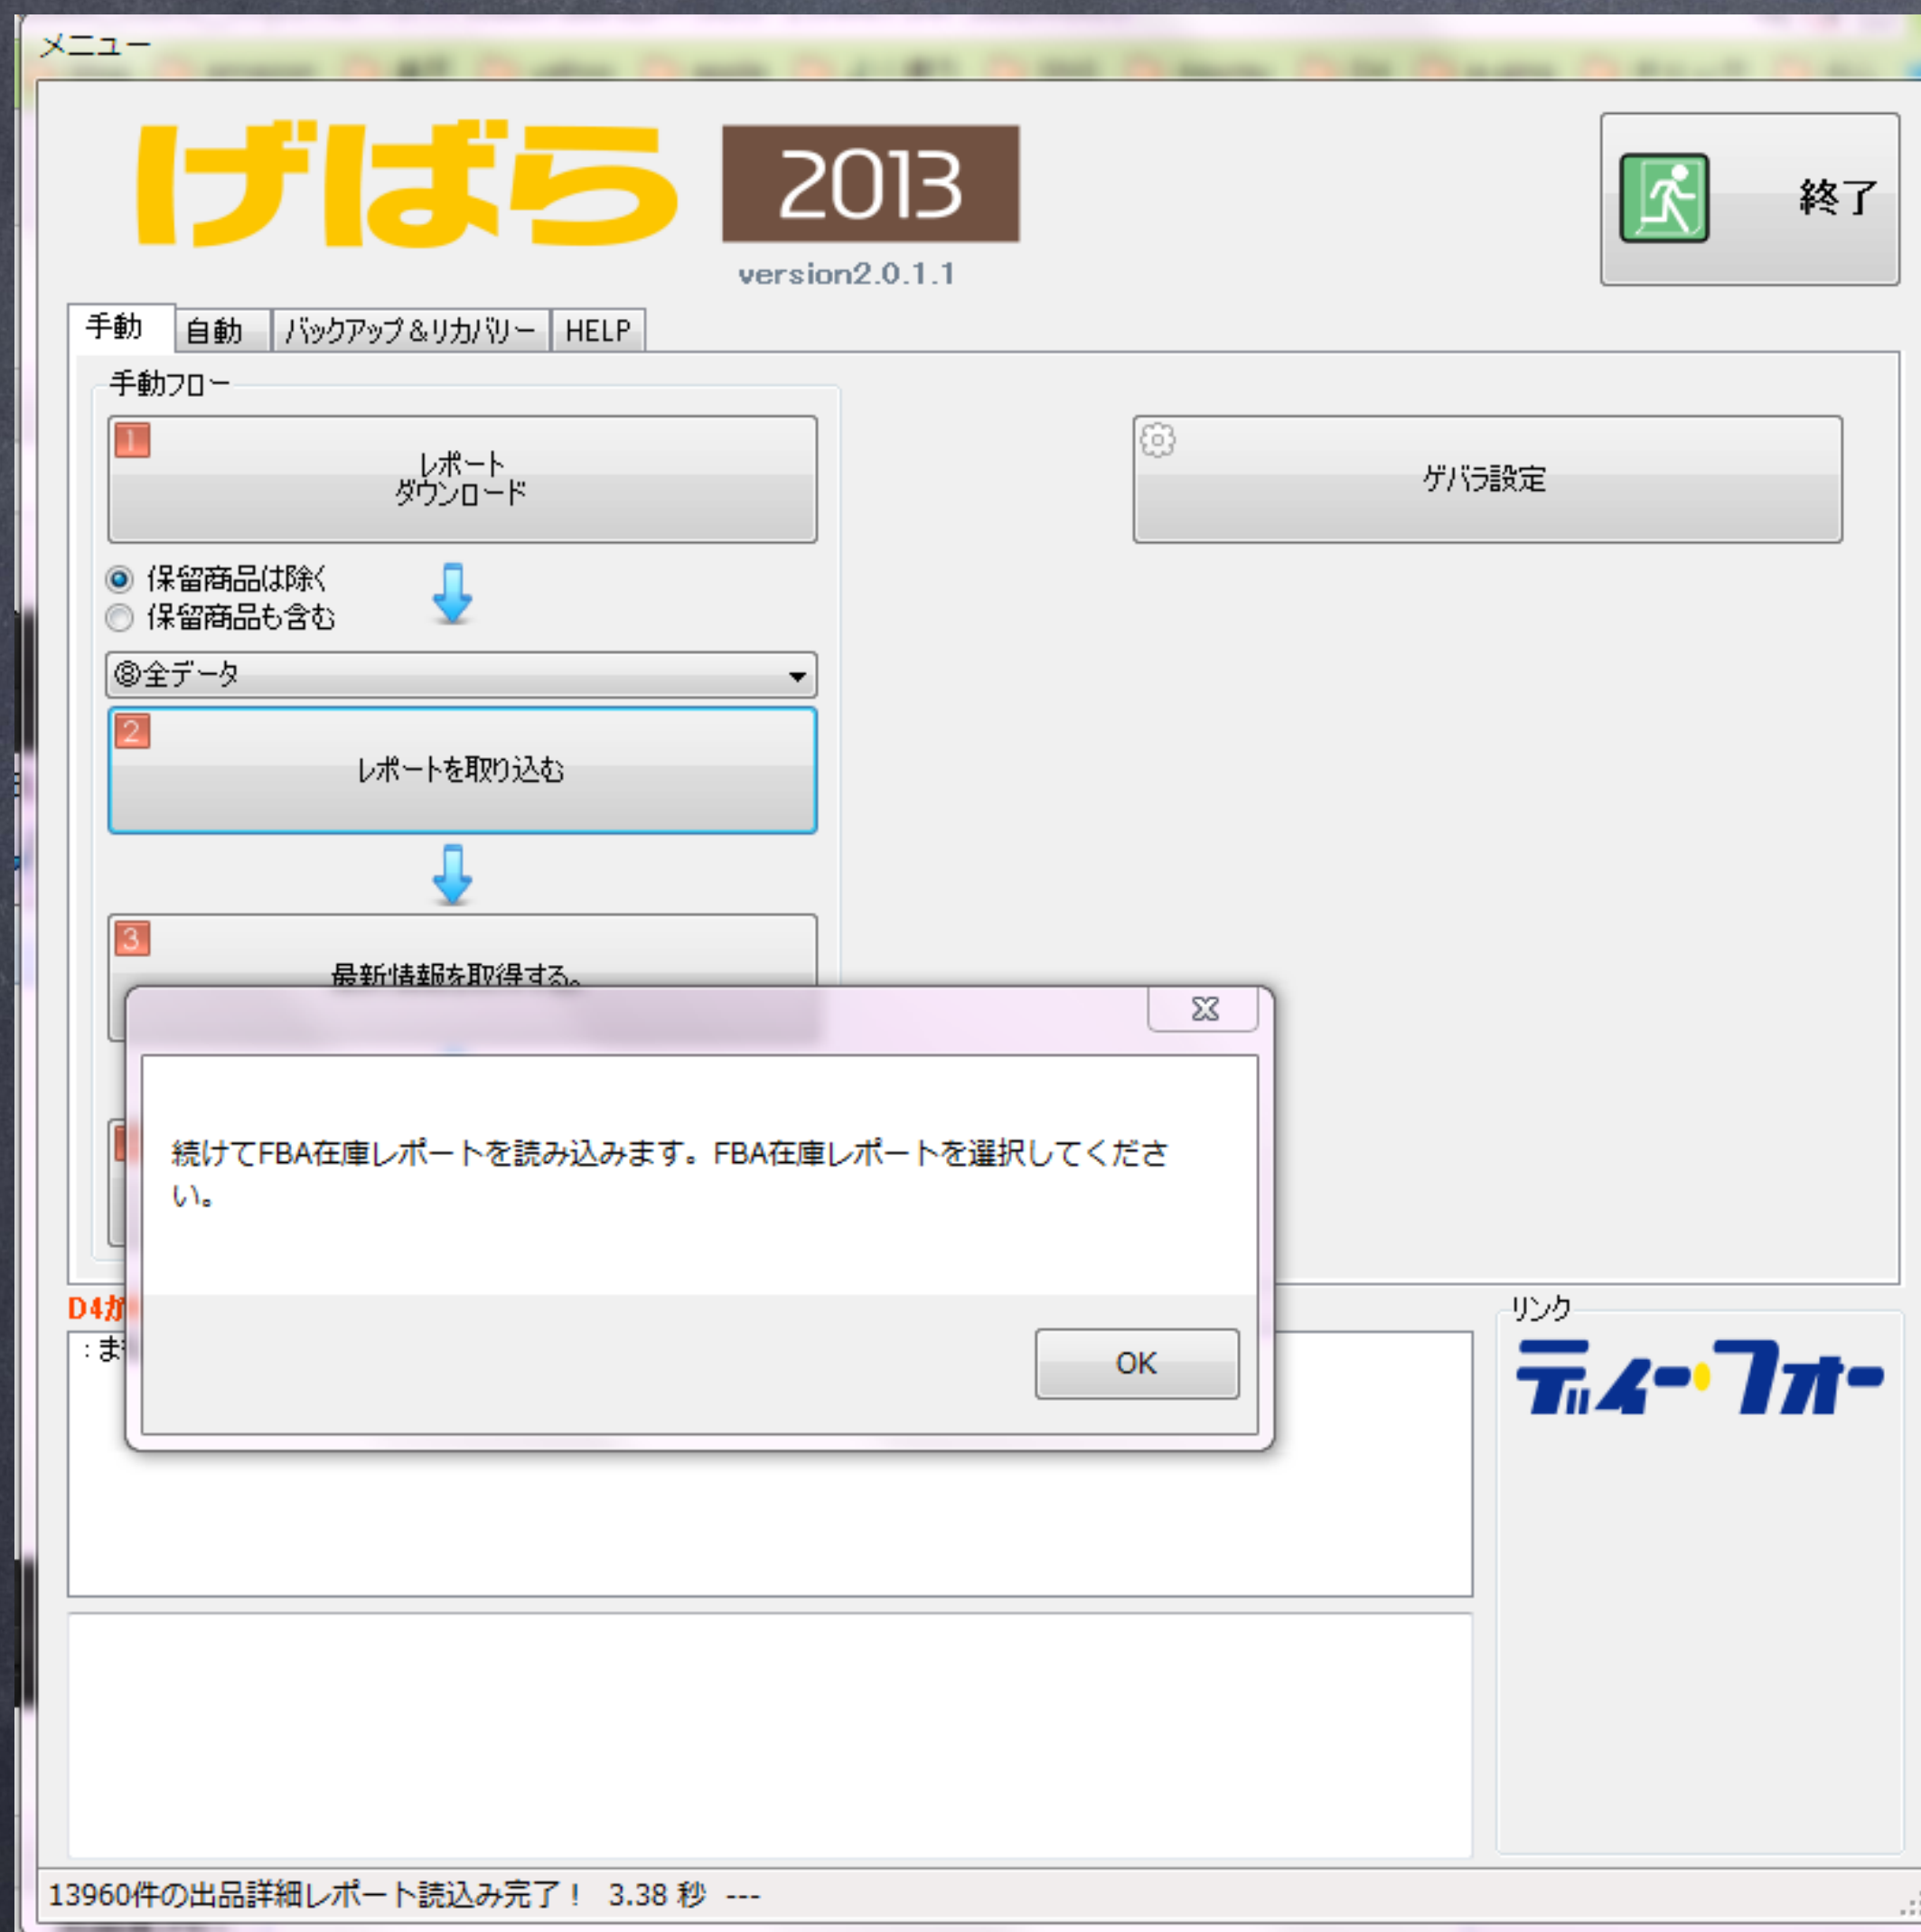 メニュー
げばら 2013
version2.0.1.1
終了
手動 自動 バックアップ&リカバリー HELP
手動フロー
1
レポート
ダウンロード
ゲバラ設定
保留商品は除く
保留商品も含む
⑧全データ
2
レポートを取り込む
3
最新情報を取得する。
続けてFBA在庫レポートを読み込みます。FBA在庫レポートを選択してくださ
い。
OK
D4か
：ま
リンク
ディー・フォー
13960件の出品詳細レポート読込み完了！ 3.38 秒 ---